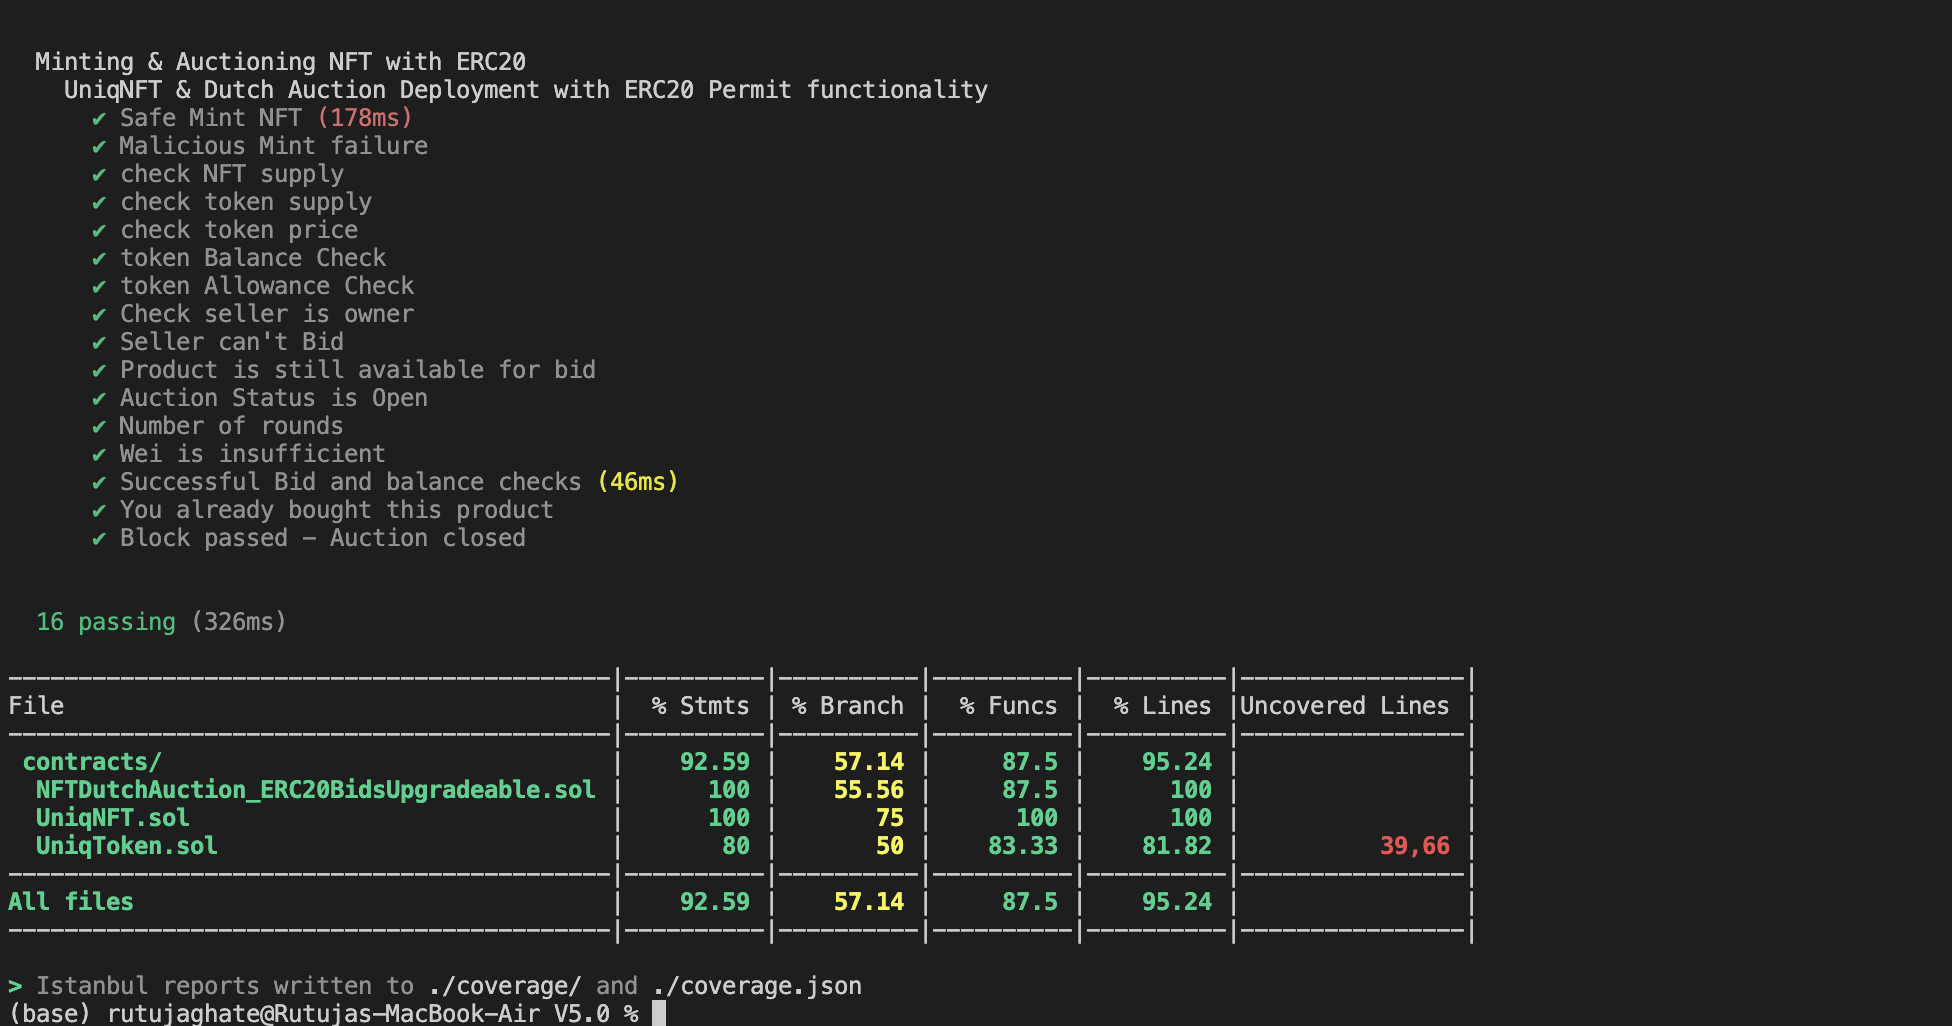 Minting & Auctioning NFT with ERC20
UniqNFT & Dutch Auction Deployment with ERC20 Permit functionality
✔ Safe Mint NFT (178ms)
✔ Malicious Mint failure
✔ check NFT supply
✔ check token supply
✔ check token price
✔ token Balance Check
✔ token Allowance Check
✔ Check seller is owner
✔ Seller can't Bid
✔ Product is still available for bid
✔ Auction Status is Open
✔ Number of rounds
✔ Wei is insufficient
✔ Successful Bid and balance checks (46ms)
✔ You already bought this product
✔ Block passed - Auction closed
16 passing (326ms)
File | % Stmts | % Branch | % Funcs | % Lines |Uncovered Lines |
contracts/ | 92.59 | 57.14 | 87.5 | 95.24 | |
NFTDutchAuction_ERC20BidsUpgradeable.sol | 100 | 55.56 | 87.5 | 100 | |
UniqNFT.sol | 100 | 75 | 100 | 100 | |
UniqToken.sol | 80 | 50 | 83.33 | 81.82 | 39,66 |
All files | 92.59 | 57.14 | 87.5 | 95.24 | |
> Istanbul reports written to ./coverage/ and ./coverage.json
(base) rutujaghate@Rutujas-MacBook-Air V5.0 %